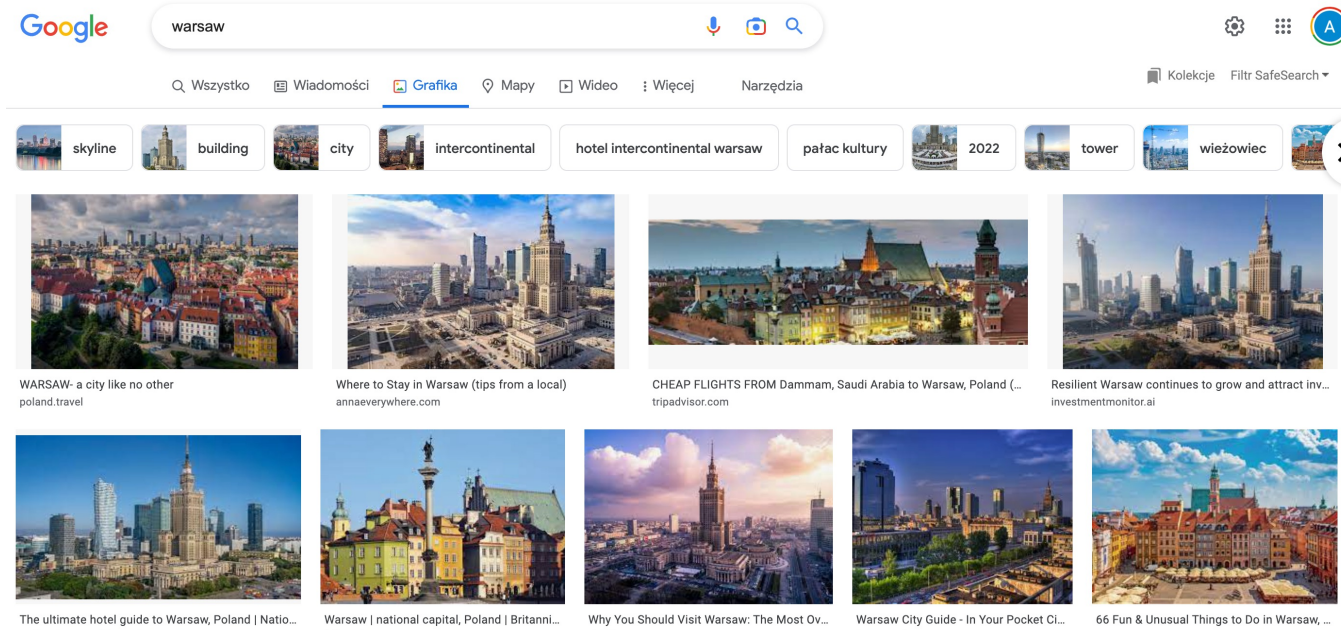 Google
warsaw
A
Wszystko Wiadomości Grafika Mapy Wideo Więcej Narzędzia Kolekcje Filtr SafeSearch
skyline building city intercontinental hotel intercontinental warsaw pałac kultury 2022 tower wieżowiec
WARSAW- a city like no other
poland.travel
Where to Stay in Warsaw (tips from a local)
annaeverywhere.com
CHEAP FLIGHTS FROM Dammam, Saudi Arabia to Warsaw, Poland (...
tripadvisor.com
Resilient Warsaw continues to grow and attract inv...
investmentmonitor.ai
The ultimate hotel guide to Warsaw, Poland | Natio...
Warsaw | national capital, Poland | Britanni...
Why You Should Visit Warsaw: The Most Ov...
Warsaw City Guide - In Your Pocket Ci...
66 Fun & Unusual Things to Do in Warsaw, ...